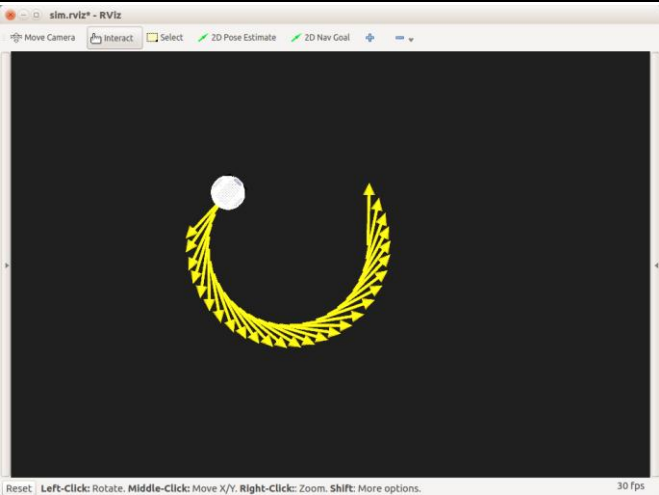 sim.rviz* - RViz
Move Camera Interact Select 2D Pose Estimate 2D Nav Goal
Reset Left-Click: Rotate. Middle-Click: Move X/Y. Right-Click:: Zoom. Shift: More options. 30 fps